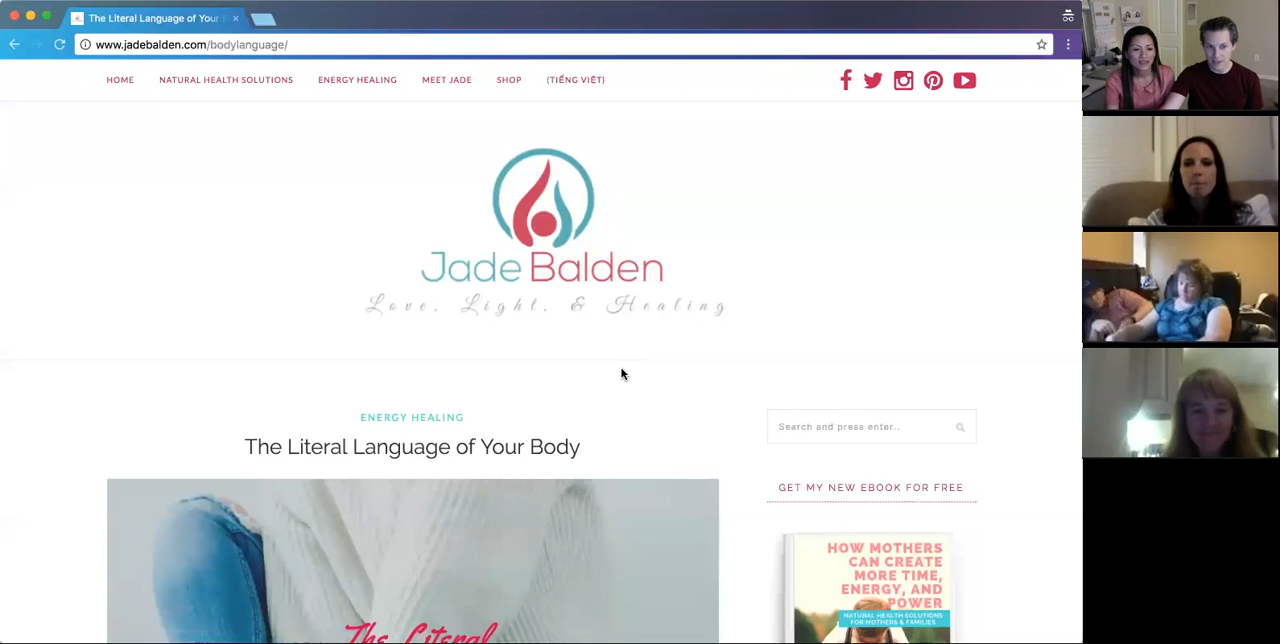 The Literal Language of Your
www.jadebalden.com/bodylanguage/
HOME NATURAL HEALTH SOLUTIONS ENERGY HEALING MEET JADE SHOP (TIẾNG VIỆT)
Jade Balden
Love, Light, & Healing
ENERGY HEALING
The Literal Language of Your Body
Search and press enter..
GET MY NEW EBOOK FOR FREE
HOW MOTHERS
CAN CREATE
MORE TIME,
ENERGY, AND
POWER
NATURAL HEALTH SOLUTIONS
FOR MOTHERS & FAMILIES
The Literal